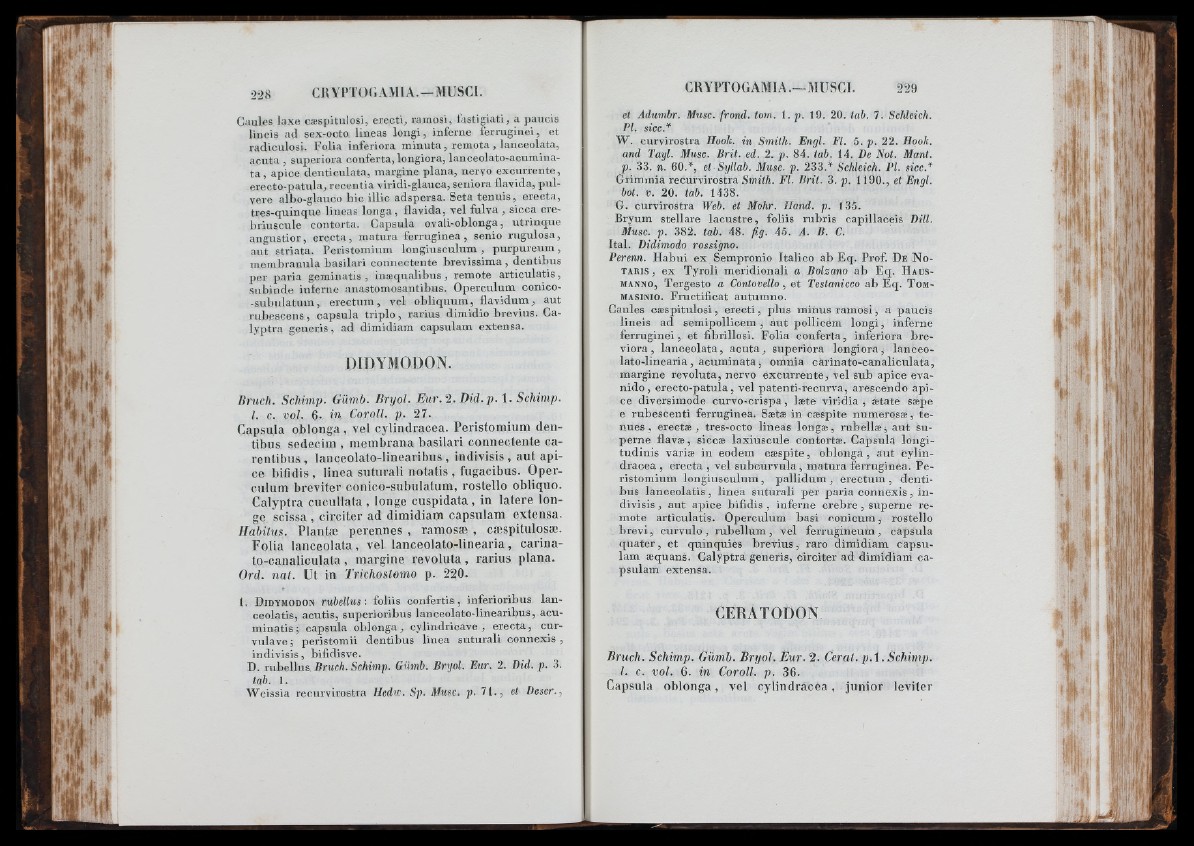 228 CRYPTOGAMIA.—MUSCI.
Caules laxe cæspitulosi, erecti, ramosi, fastigiati, a paucis
lineis ad sex-octo lineas longi, inferne ferruginei, et
radiculosi. Folia inferiora minuta, remota, lanceolata,
acuta, superiora conferta, longiora, lanceolato-acumina-
ta, apice denticulata, margine plana, nervo excurrente,
erecto-patula, recentia viridi-glauca, seniora flavida, pul-
vere albo-glauco hic illic adspersa. Seta tenuis, erecta,
tres-quinque lineas longa, flavida, vel fulva, sicca cre-
briuscule contorta. Capsula ovali-oblonga, utrinque
angustior, erecta, matura ferruginea, senio rugulosa,
aut striata. Peristomium longiusculum, purpureum,
membranula basilari connectente brevissima, dentibus
per paria geminatis, inæqualibus, remote articulatis,
subinde interne anastomosantibus. Operculum conico-
-subulatum, erectum, vel obliquum, flavidum, aut
rubescens, capsula triplo, rarius dimidio brevius. Ca-
lyptra generis, ad dimidiam capsulam extensa.
DIDYMODON.
Bruch. Schimp. Gümb. Bryol. Eur. 2. Did. p. 1. Schimp.
l. c. vol. 6. in Coroll. p. 27.
Capsula oblonga, vel cylindracea. Peristomium den-
tibus sedecim, membrana basilari connectente ca-
rentibus, lanceolato-linearibus, indivisis, aut api-
ce bifidis, linea suturali notatis, fugacibus. Oper-
culum breviter conico-subulatum, rostello obliquo.
Calyptra cucullata, longe cuspidata, in latere lon-
ge scissa, circiter ad dimidiam capsulam extensa.
Habitus. Plantæ perennes, ramosæ, cæspitulosæ.
Folia lanceolata, vel lanceolato-linearia, carina-
to-canaliculata, margine revoluta, rarius plana.
Ord. nat. Ut in Trichostomo p. 220.
1. DIDYMODON rubellus: foliis confertis, inferioribus lan-
ceolatis, acutis, superioribus lanceolato-linearibus, acu-
minatis; capsula oblonga, cylindricave, erecta, cur-
vulave; peristomii dentibus linea suturali connexis,
indivisis, bifidisve.
D. rubellus Bruch. Schimp. Gümb. Bryol. Eur. 2. Did. p. 3.
tab. 1.
Weissia recurvirostra Hedw. Sp. Musc. p. 71., et Descr.,
CRYPTOGAMIA.—MUSCI. 229
et Adumbr. Musc. frond. tom. 1. p. 19. 20. tab. 7. Schleich.
Pl. sicc.*
W. curvirostra Hook. in Smith. Engl. Fl. 5. p. 22. Hook.
and Tayl. Musc. Brit. ed. 2. p. 84. tab. 14. De Not. Mant.
p. 33. n. 60.*, et Syllab. Musc. p. 233.* Schleich. Pl. sicc.*
Grimmia recurvirostra Smith. Fl. Brit. 3. p. 1190., et Engl.
bot. v. 20. tab. 1438.
G. curvirostra Web. et Mohr. Hand. p. 135.
Bryum stellare lacustre, foliis rubris capillaceis Dill.
Musc. p. 382. tab. 48. fig. 45. A. B. C.
Ital. Didimodo rossigno.
Perenn. Habui ex Sempronio Italico ab Eq. Prof. DE NO-
TARIS, ex Tyroli meridionali a Bolzano ab Eq. HAUS-
MANNO, Tergesto a Contovello, et Testanicco ab Eq. TOM-
MASINIO. Fructificat autumno.
Caules cæspitulosi, erecti, plus minus ramosi, a paucis
lineis ad semipollicem, aut pollicem longi, inferne
ferruginei, et fibrillosi. Folia conferta, inferiora bre-
viora, lanceolata, acuta, superiora longiora, lanceo-
lato-linearia, acuminata, omnia carinato-canaliculata,
margine revoluta, nervo excurrente, vel sub apice eva-
nido, erecto-patula, vel patenti-recurva, arescendo api-
ce diversimode curvo-crispa, læte viridia, ætate sæpe
e rubescenti ferruginea. Sætæ in cæspite numerosæ, te-
nues, erectæ, tres-octo lineas longæ, rubellæ, aut su-
perne flavæ, siccæ laxiuscule contortæ. Capsula longi-
tudinis variæ in eodem cæspite, oblonga, aut cylin-
dracea, erecta, vel subcurvula, matura ferruginea. Pe-
ristomium longiusculum, pallidum, erectum, denti-
bus lanceolatis, linea suturali per paria connexis, in-
divisis, aut apice bifidis, inferne crebre, superne re-
mote articulatis. Operculum basi conicum, rostello
brevi, curvulo, rubellum, vel ferrugineum, capsula
quater, et quinquies brevius, raro dimidiam capsu-
lam æquans. Calyptra generis, circiter ad dimidiam ca-
psulam extensa.
CERATODON
Bruch. Schimp. Gümb. Bryol. Eur. 2. Cerat. p.1. Schimp.
l. c. vol. 6. in Coroll. p. 36.
Capsula oblonga, vel cylindracea, junior leviter